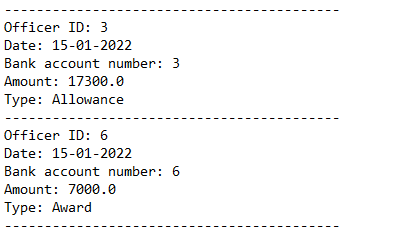 ------------------------------------------
Officer ID: 3
Date: 15-01-2022
Bank account number: 3
Amount: 17300.0
Type: Allowance
------------------------------------------
Officer ID: 6
Date: 15-01-2022
Bank account number: 6
Amount: 7000.0
Type: Award
------------------------------------------